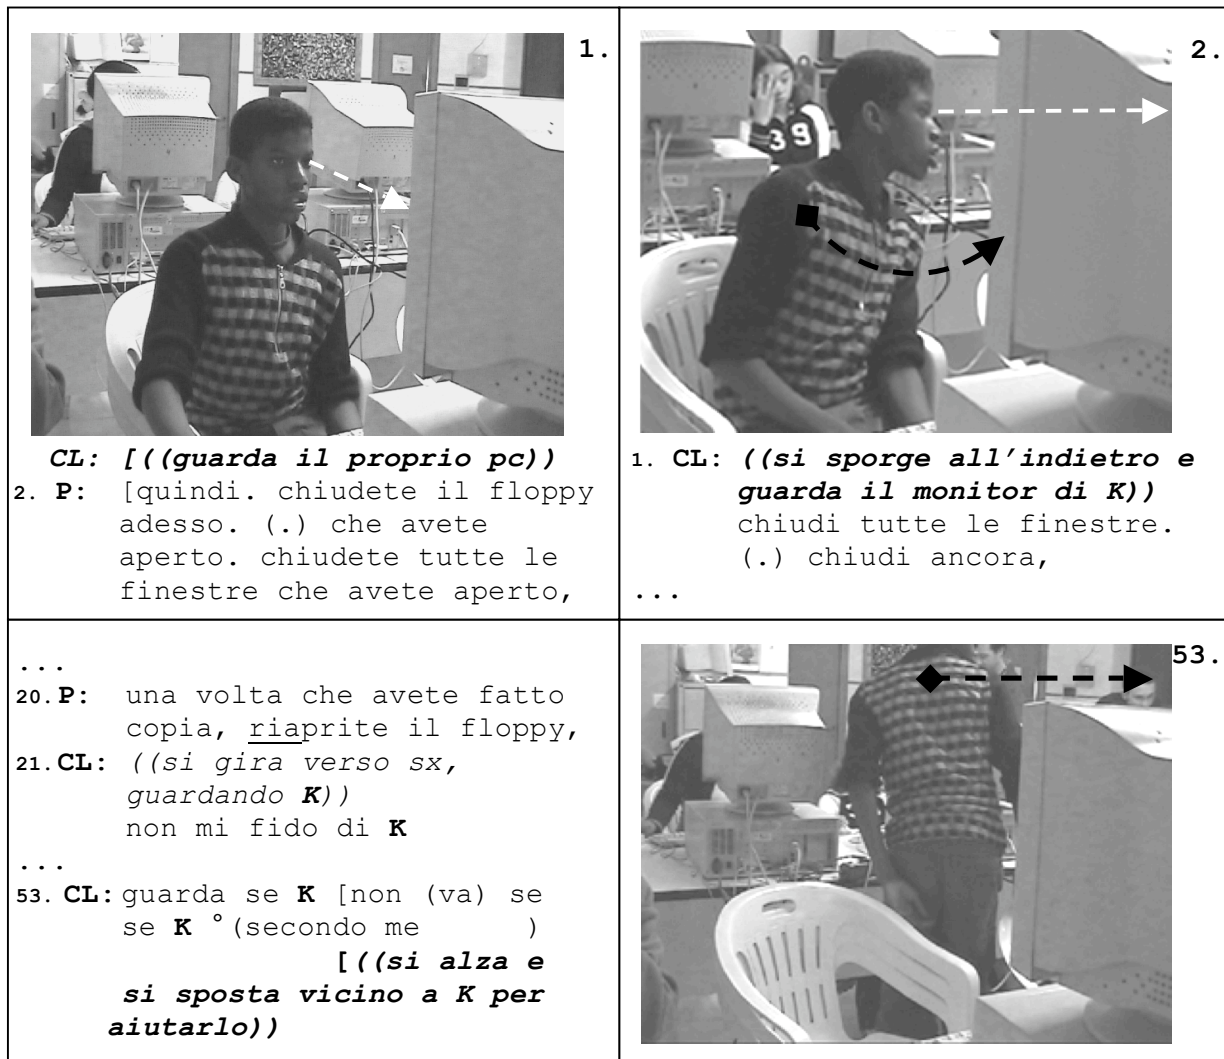 1.
CL: [((guarda il proprio pc))
2. P: [quindi. chiudete il floppy
adesso. (.) che avete
aperto. chiudete tutte le
finestre che avete aperto,
2.
39
1. CL: ((si sporge all'indietro e
guarda il monitor di K))
chiudi tutte le finestre.
(.) chiudi ancora,
...
...
20. P: una volta che avete fatto
copia, riaprite il floppy,
21. CL: ((si gira verso sx,
guardando K))
non mi fido di K
...
53. CL: guarda se K [non (va) se
se K °(secondo me )
[((si alza e
si sposta vicino a K per
aiutarlo))
53.